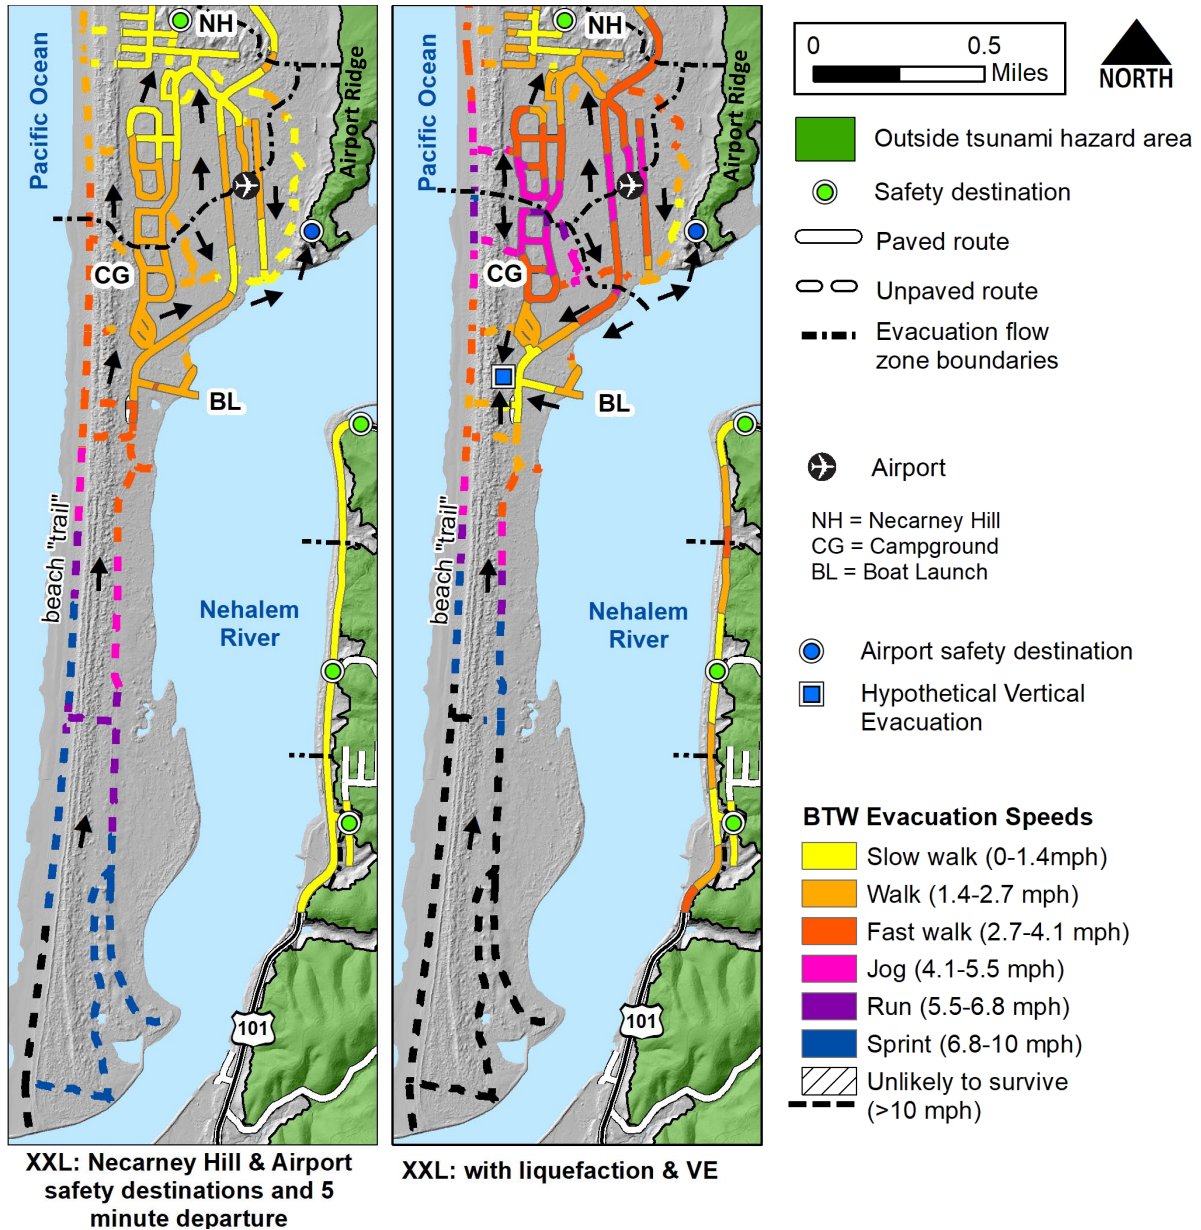 NH
Pacific Ocean
Airport Ridge
CG
BL
beach "trail"
Nehalem
River
101
XXL: Necarney Hill & Airport
safety destinations and 5
minute departure
NH
Pacific Ocean
Airport Ridge
CG
BL
beach "trail"
Nehalem
River
101
XXL: with liquefaction & VE
0 0.5
Miles
NORTH
Outside tsunami hazard area
Safety destination
Paved route
Unpaved route
Evacuation flow
zone boundaries
Airport
NH = Necarney Hill
CG = Campground
BL = Boat Launch
Airport safety destination
Hypothetical Vertical
Evacuation
BTW Evacuation Speeds
Slow walk (0-1.4mph)
Walk (1.4-2.7 mph)
Fast walk (2.7-4.1 mph)
Jog (4.1-5.5 mph)
Run (5.5-6.8 mph)
Sprint (6.8-10 mph)
Unlikely to survive
(>10 mph)